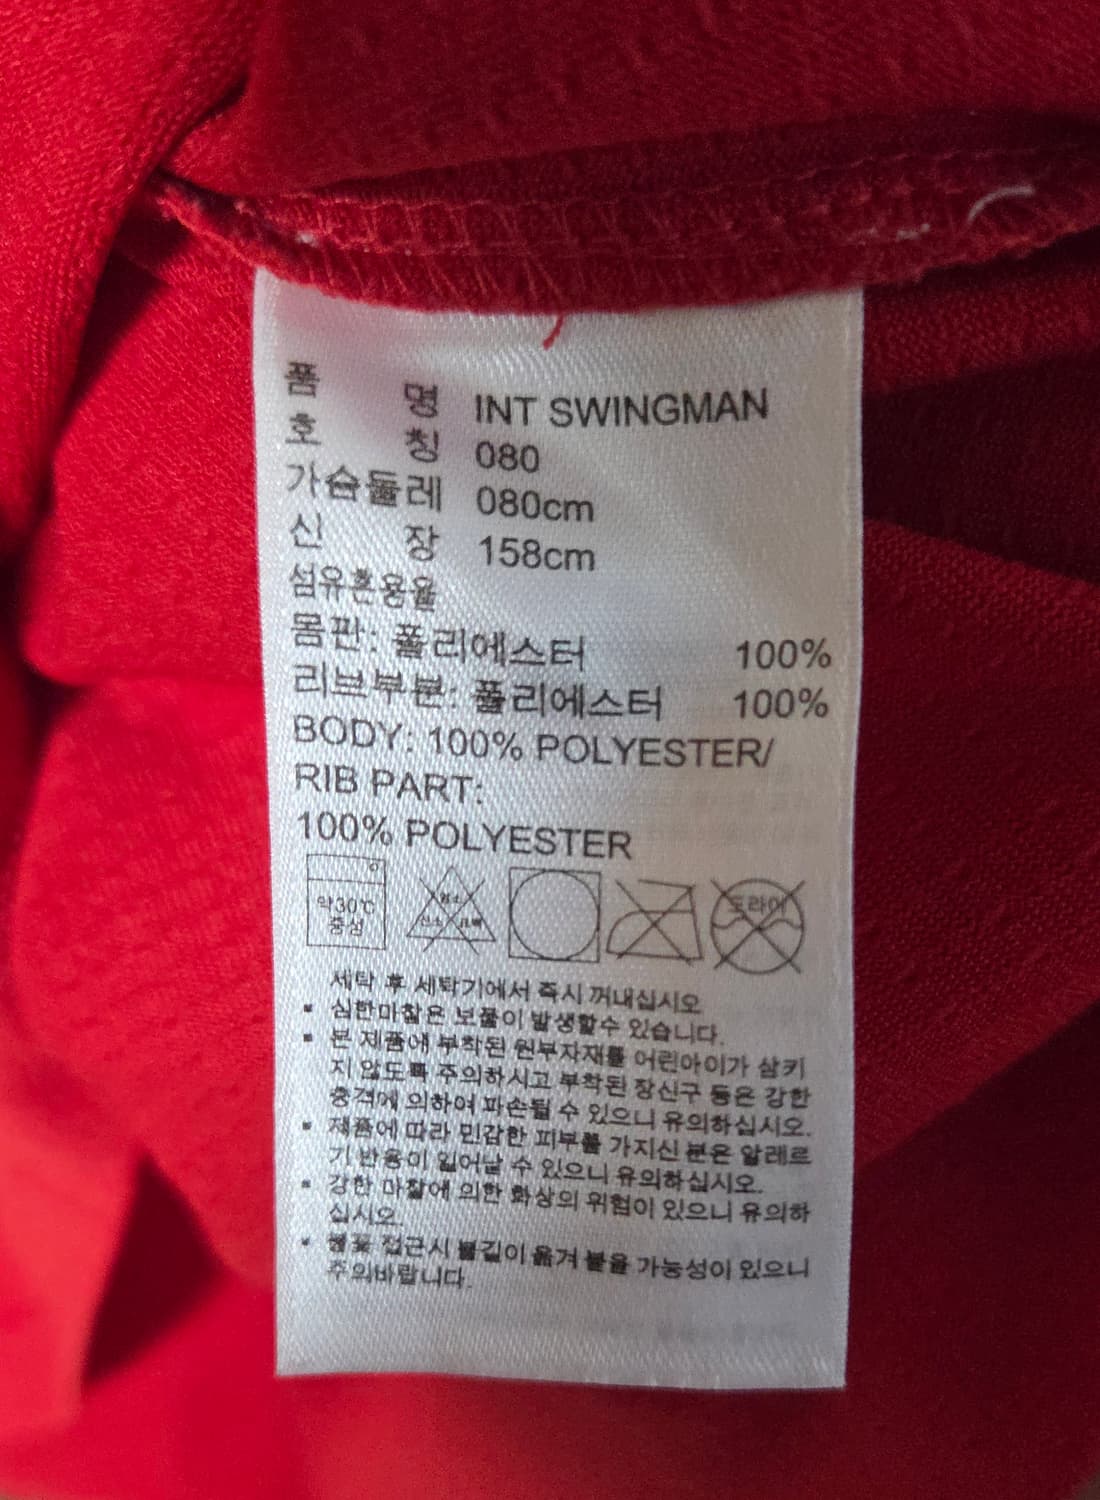 품 명 INT SWINGMAN
호 칭 080
가슴둘레 080cm
신 장 158cm
섬유혼용율
몸판: 폴리에스터 100%
리브부분: 폴리에스터 100%
BODY: 100% POLYESTER/
RIB PART:
100% POLYESTER
약30℃
중성
드라이
세탁 후 세탁기에서 즉시 꺼내십시오
▪ 심한마찰은 보풀이 발생할수 있습니다.
▪ 본 제품에 부착된 원부자재를 어린아이가 삼키
지 않도록 주의하시고 부착된 장신구 등은 강한
충격에 의하여 파손될 수 있으니 유의하십시오.
▪ 제품에 따라 민감한 피부를 가지신 분은 알레르
기 반응이 일어날 수 있으니 유의하십시오.
▪ 강한 마찰에 의한 화상의 위험이 있으니 유의하
십시오.
▪ 접근시 불길이 옮겨 붙을 가능성이 있으니
주의바랍니다.